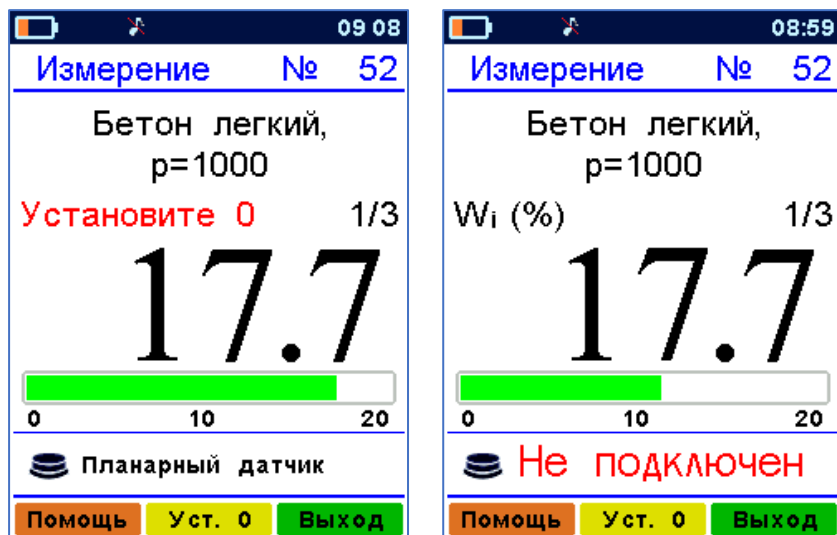 09 08
Измерение № 52
Бетон легкий,
р=1000
Установите 0 1/3
17.7
0 10 20
Планарный датчик
Помощь Уст. 0 Выход
08:59
Измерение № 52
Бетон легкий,
р=1000
Wi (%) 1/3
17.7
0 10 20
Не подключен
Помощь Уст. 0 Выход